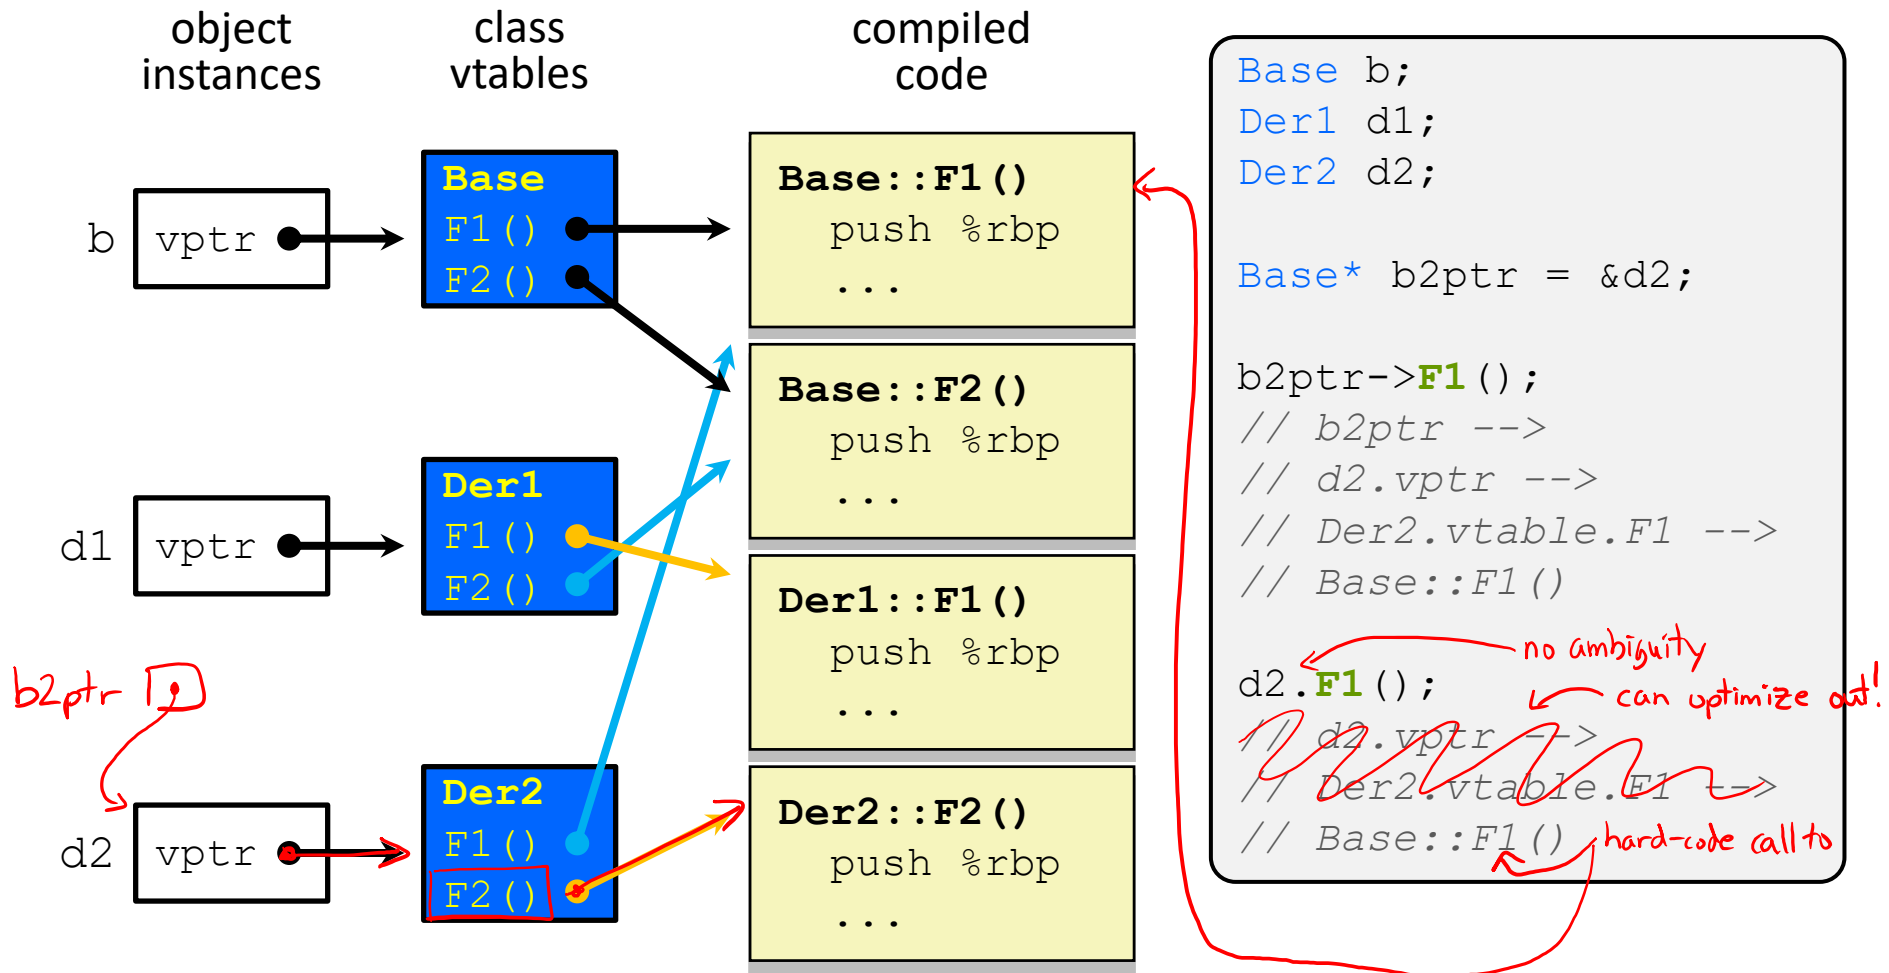 object
instances
class
vtables
compiled
code
b
vptr
d1
vptr
b2ptr
d2
vptr
Base
F1()
F2()
Der1
F1()
F2()
Der2
F1()
F2()
Base::F1()
push %rbp
...
Base::F2()
push %rbp
...
Der1::F1()
push %rbp
...
Der2::F2()
push %rbp
...
Base b;
Der1 d1;
Der2 d2;
Base* b2ptr = &d2;
b2ptr->F1();
// b2ptr -->
// d2.vptr -->
// Der2.vtable.F1 -->
// Base::F1()
no ambiguity
d2.F1();
can optimize out!
// d2.vptr -->
// Der2.vtable.F1 -->
// Base::F1()
hard-code call to